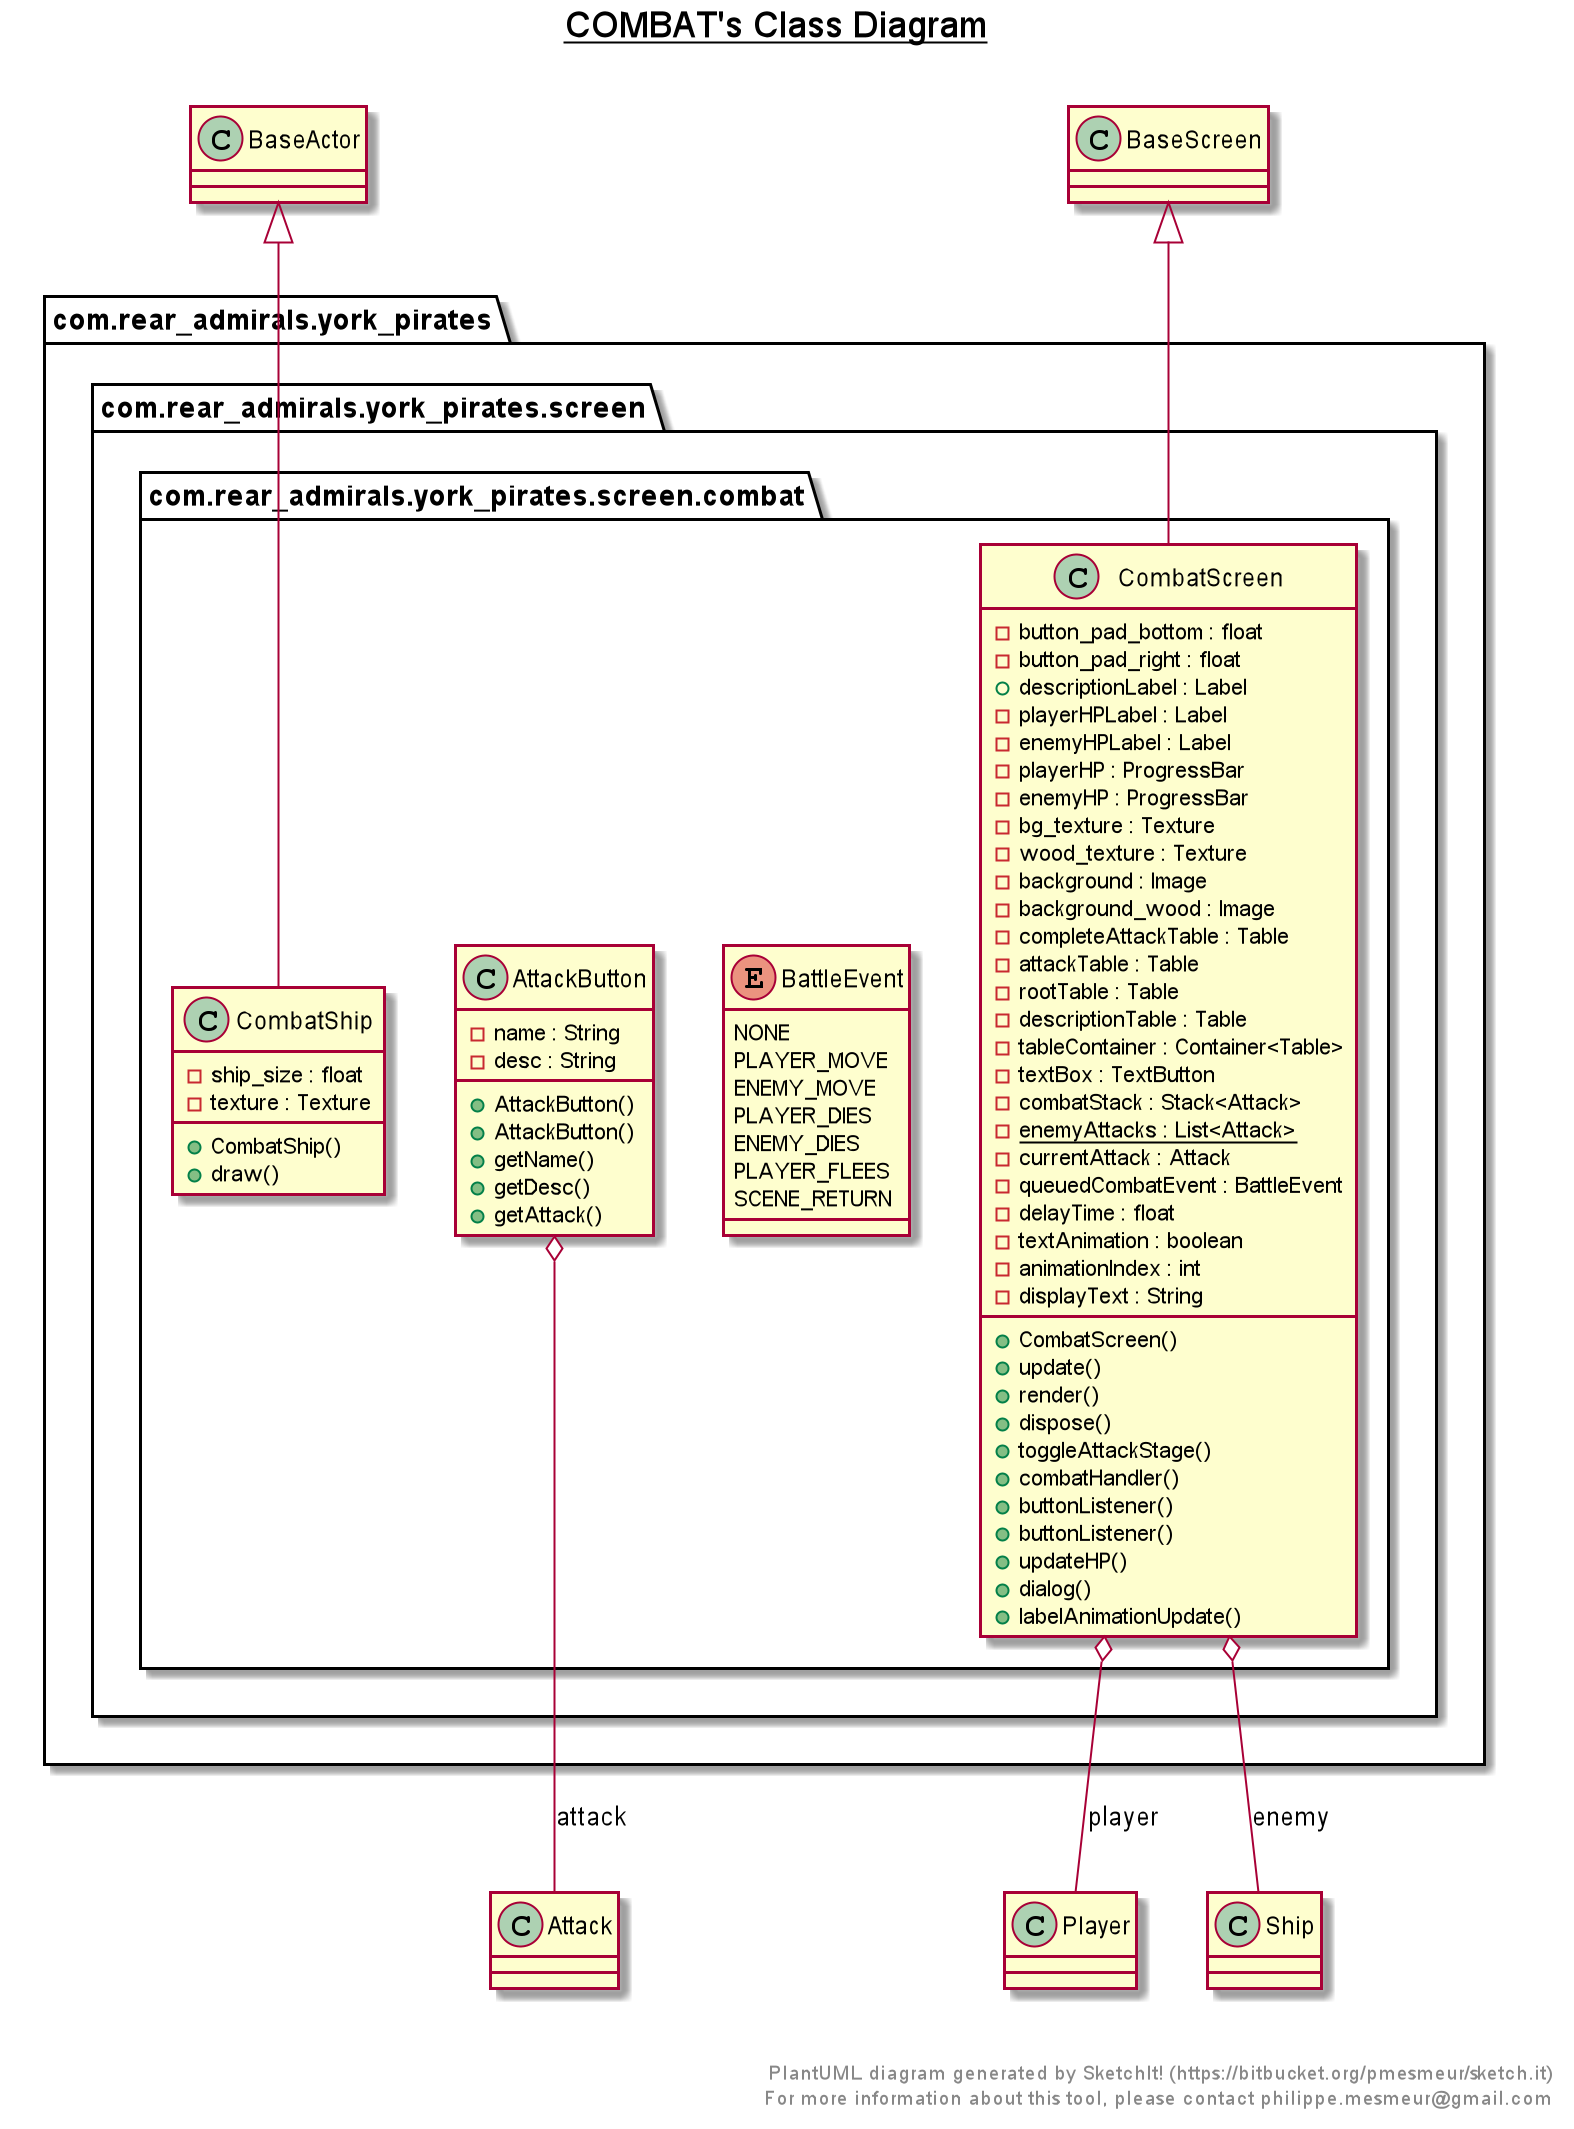 COMBAT's Class Diagram
C BaseActor
C BaseScreen
com.rear_admirals.york_pirates
com.rear_admirals.york_pirates.screen
com.rear_admirals.york_pirates.screen.combat
C CombatShip
ship_size : float
texture : Texture
CombatShip()
draw()
C AttackButton
name : String
desc : String
AttackButton()
AttackButton()
getName()
getDesc()
getAttack()
E BattleEvent
NONE
PLAYER_MOVE
ENEMY_MOVE
PLAYER_DIES
ENEMY_DIES
PLAYER_FLEES
SCENE_RETURN
C CombatScreen
button_pad_bottom : float
button_pad_right : float
descriptionLabel : Label
playerHPLabel : Label
enemyHPLabel : Label
playerHP : ProgressBar
enemyHP : ProgressBar
bg_texture : Texture
wood_texture : Texture
background : Image
background_wood : Image
completeAttackTable : Table
attackTable : Table
rootTable : Table
descriptionTable : Table
tableContainer : Container<Table>
textBox : TextButton
combatStack : Stack<Attack>
enemyAttacks : List<Attack>
currentAttack : Attack
queuedCombatEvent : BattleEvent
delayTime : float
textAnimation : boolean
animationIndex : int
displayText : String
CombatScreen()
update()
render()
dispose()
toggleAttackStage()
combatHandler()
buttonListener()
buttonListener()
updateHP()
dialog()
labelAnimationUpdate()
attack
player
enemy
C Attack
C Player
C Ship
PlantUML diagram generated by SketchIt! (https://bitbucket.org/pmesmeur/sketch.it)
For more information about this tool, please contact philippe.mesmeur@gmail.com